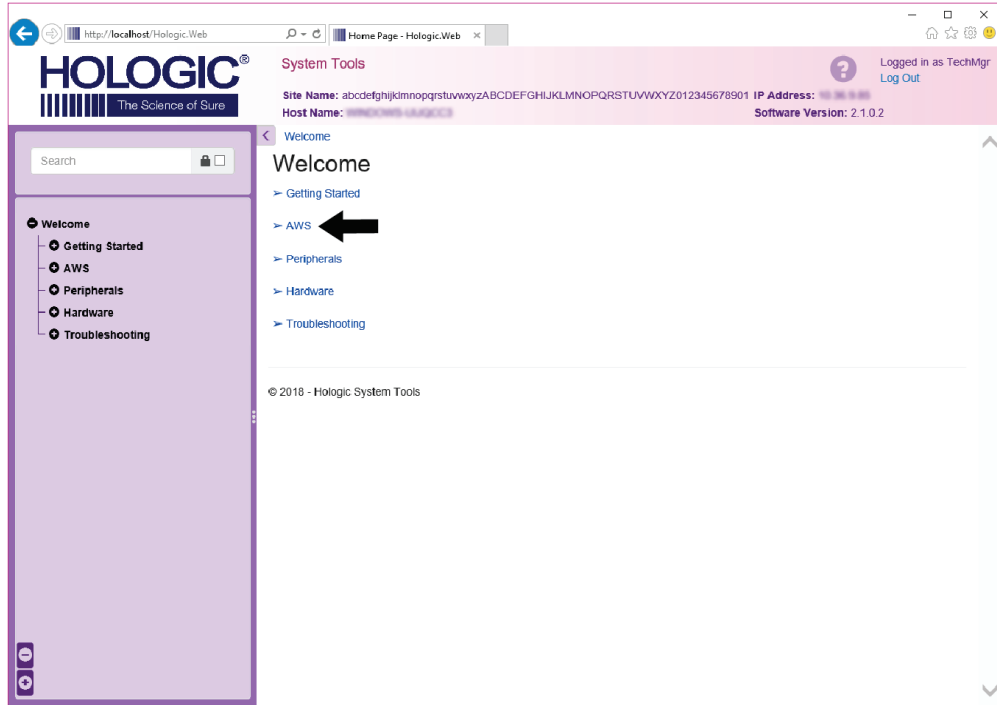 http://localhost/Hologic.Web
Home Page - Hologic.Web
HOLOGIC®
The Science of Sure
System Tools
Logged in as TechMgr
Log Out
Site Name: abcdefghijklmnopqrstuvwxyzABCDEFGHIJKLMNOPQRSTUVWXYZ012345678901 IP Address:
Host Name:
Software Version: 2.1.0.2
Search
Welcome
Getting Started
AWS
Peripherals
Hardware
Troubleshooting
Welcome
Welcome
➢ Getting Started
➢ AWS
➢ Peripherals
➢ Hardware
➢ Troubleshooting
© 2018 - Hologic System Tools